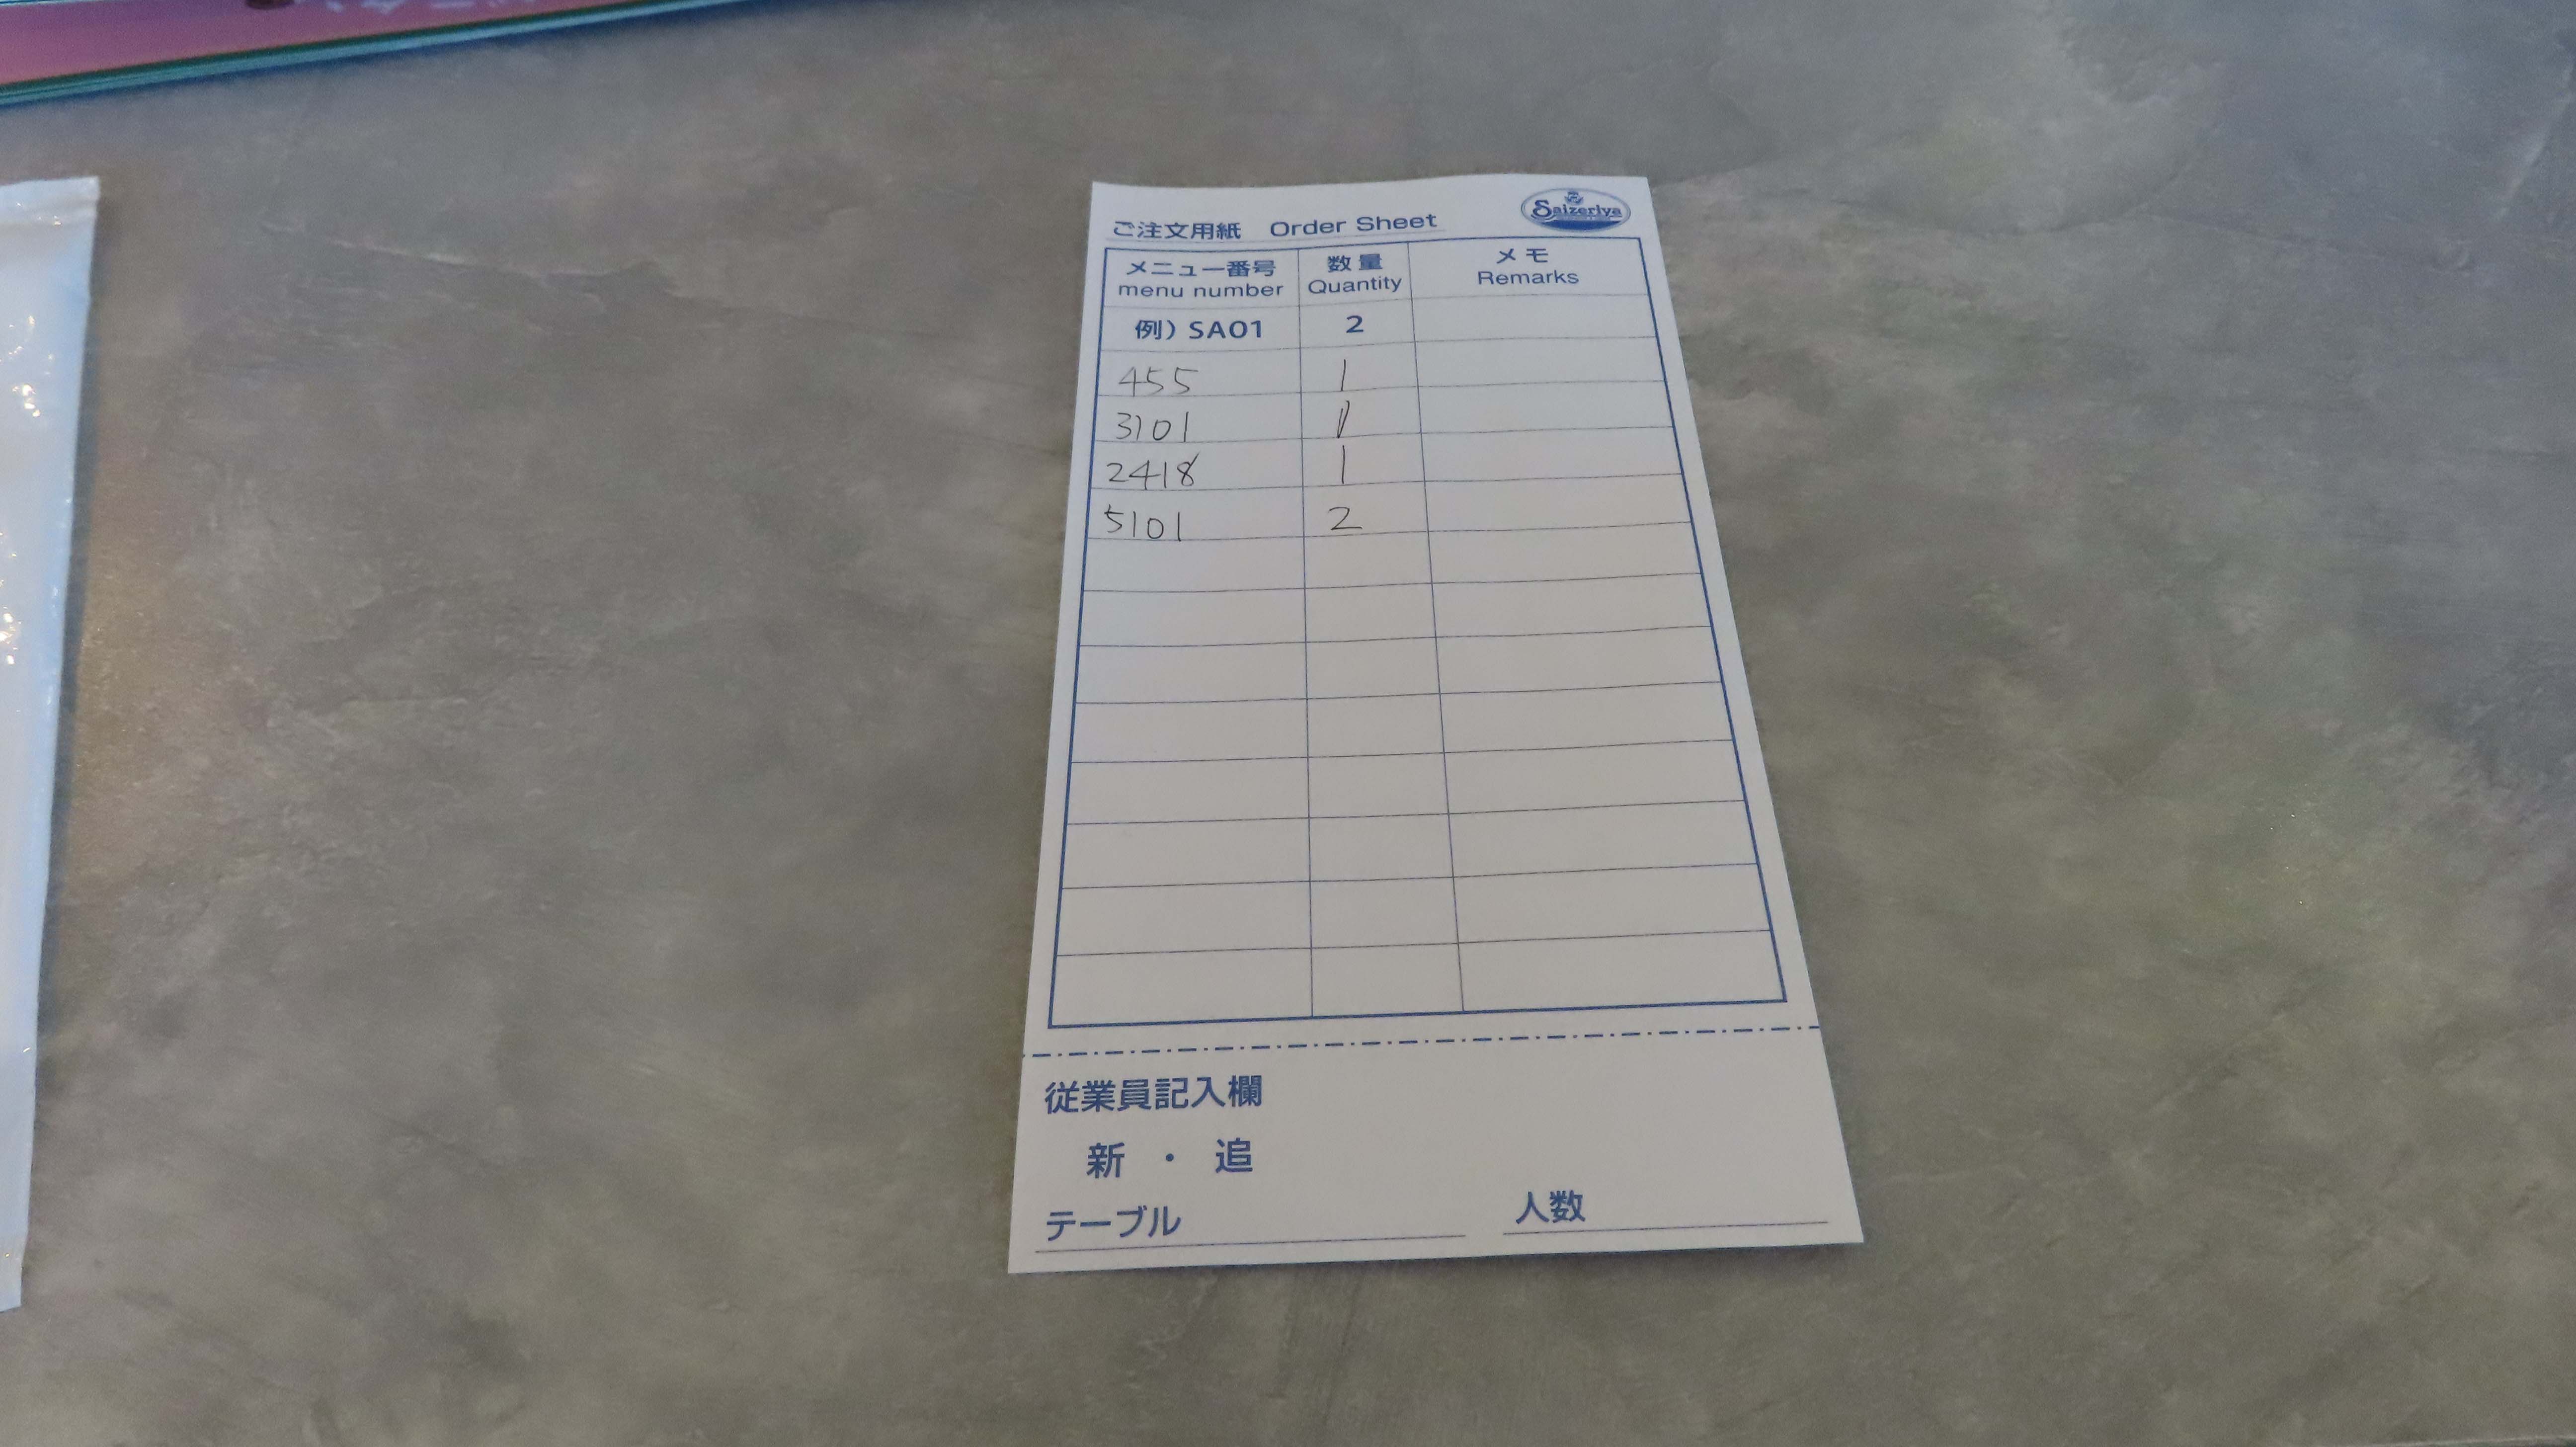 ご注文用紙 Order Sheet Saizeriya
メニュー番号 数量 メモ
menu number Quantity Remarks
例) SA01 2
455 1
3101 1
2418 1
5101 2
従業員記入欄
新 ・ 追
テーブル 人数